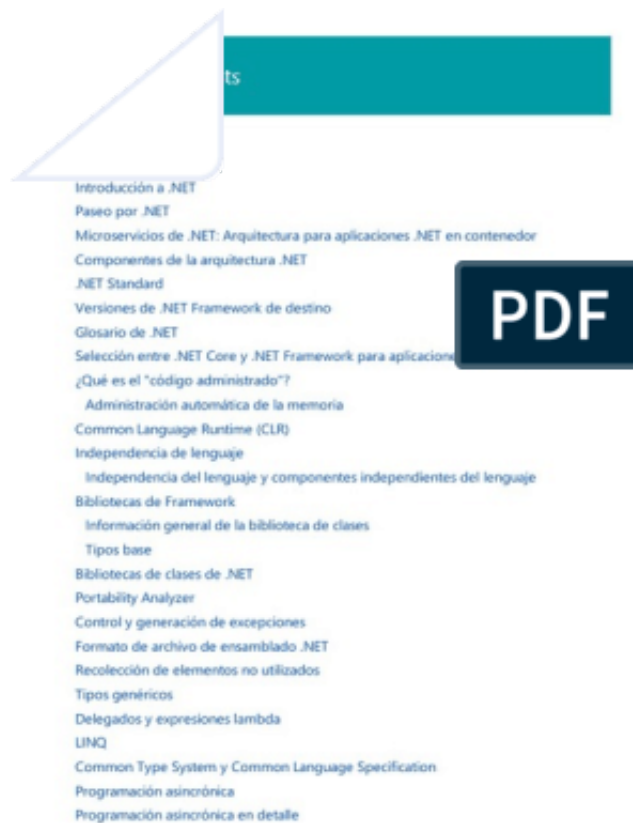 ts
Introducción a .NET
Paseo por .NET
Microservicios de .NET: Arquitectura para aplicaciones .NET en contenedor
Componentes de la arquitectura .NET
.NET Standard
Versiones de .NET Framework de destino
PDF
Glosario de .NET
Selección entre .NET Core y .NET Framework para aplicacione
¿Qué es el "código administrado"?
Administración automática de la memoria
Common Language Runtime (CLR)
Independencia de lenguaje
Independencia del lenguaje y componentes independientes del lenguaje
Bibliotecas de Framework
Información general de la biblioteca de clases
Tipos base
Bibliotecas de clases de .NET
Portability Analyzer
Control y generación de excepciones
Formato de archivo de ensamblado .NET
Recolección de elementos no utilizados
Tipos genéricos
Delegados y expresiones lambda
LINQ
Common Type System y Common Language Specification
Programación asincrónica
Programación asincrónica en detalle